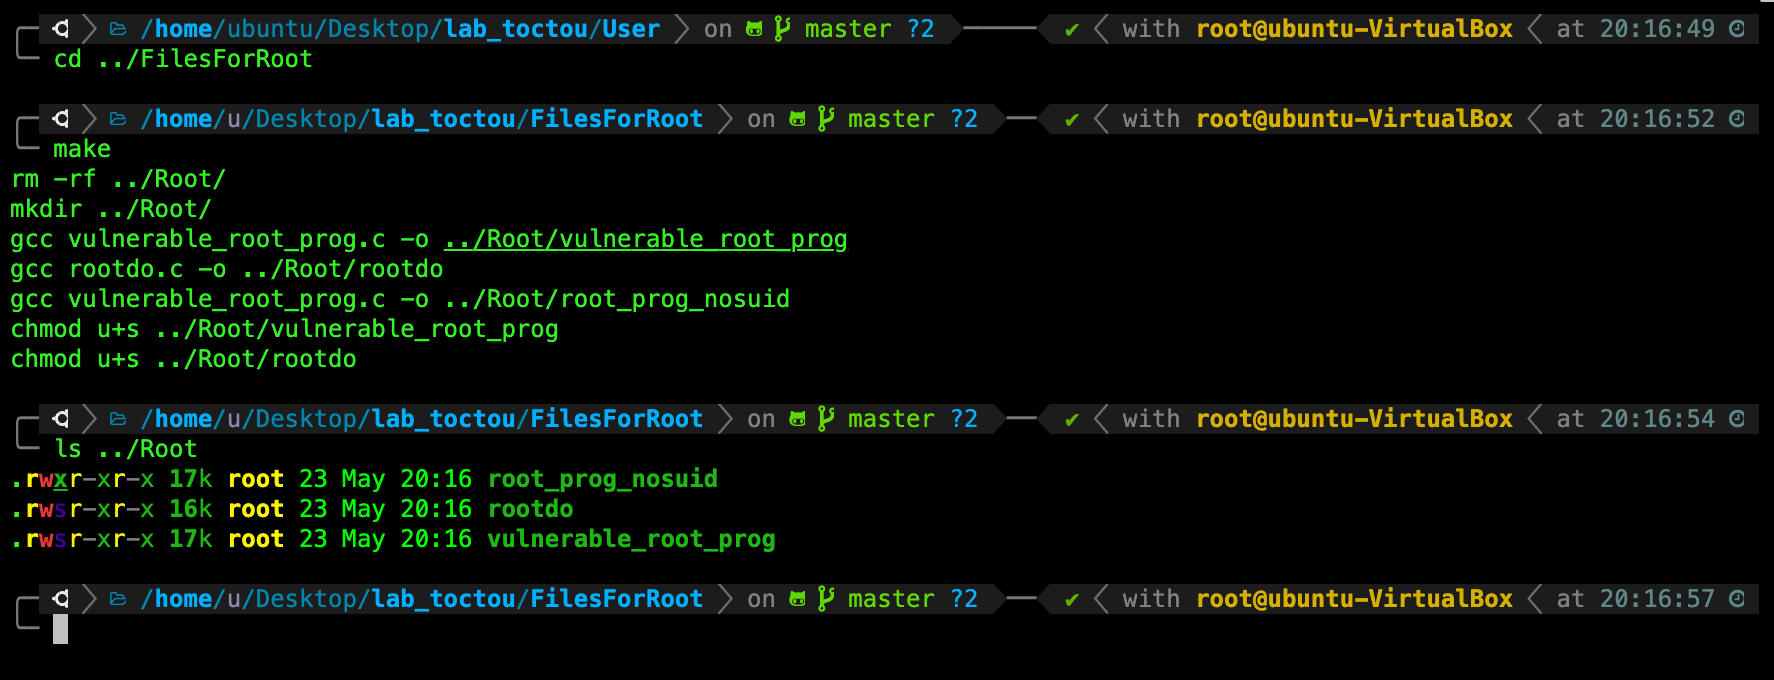 /home/ubuntu/Desktop/lab_toctou/User on master ?2 ✔ with root@ubuntu-VirtualBox at 20:16:49
cd ../FilesForRoot
/home/u/Desktop/lab_toctou/FilesForRoot on master ?2 ✔ with root@ubuntu-VirtualBox at 20:16:52
make
rm -rf ../Root/
mkdir ../Root/
gcc vulnerable_root_prog.c -o ../Root/vulnerable_root_prog
gcc rootdo.c -o ../Root/rootdo
gcc vulnerable_root_prog.c -o ../Root/root_prog_nosuid
chmod u+s ../Root/vulnerable_root_prog
chmod u+s ../Root/rootdo
/home/u/Desktop/lab_toctou/FilesForRoot on master ?2 ✔ with root@ubuntu-VirtualBox at 20:16:54
ls ../Root
.rwxr-xr-x 17k root 23 May 20:16 root_prog_nosuid
.rwsr-xr-x 16k root 23 May 20:16 rootdo
.rwsr-xr-x 17k root 23 May 20:16 vulnerable_root_prog
/home/u/Desktop/lab_toctou/FilesForRoot on master ?2 ✔ with root@ubuntu-VirtualBox at 20:16:57